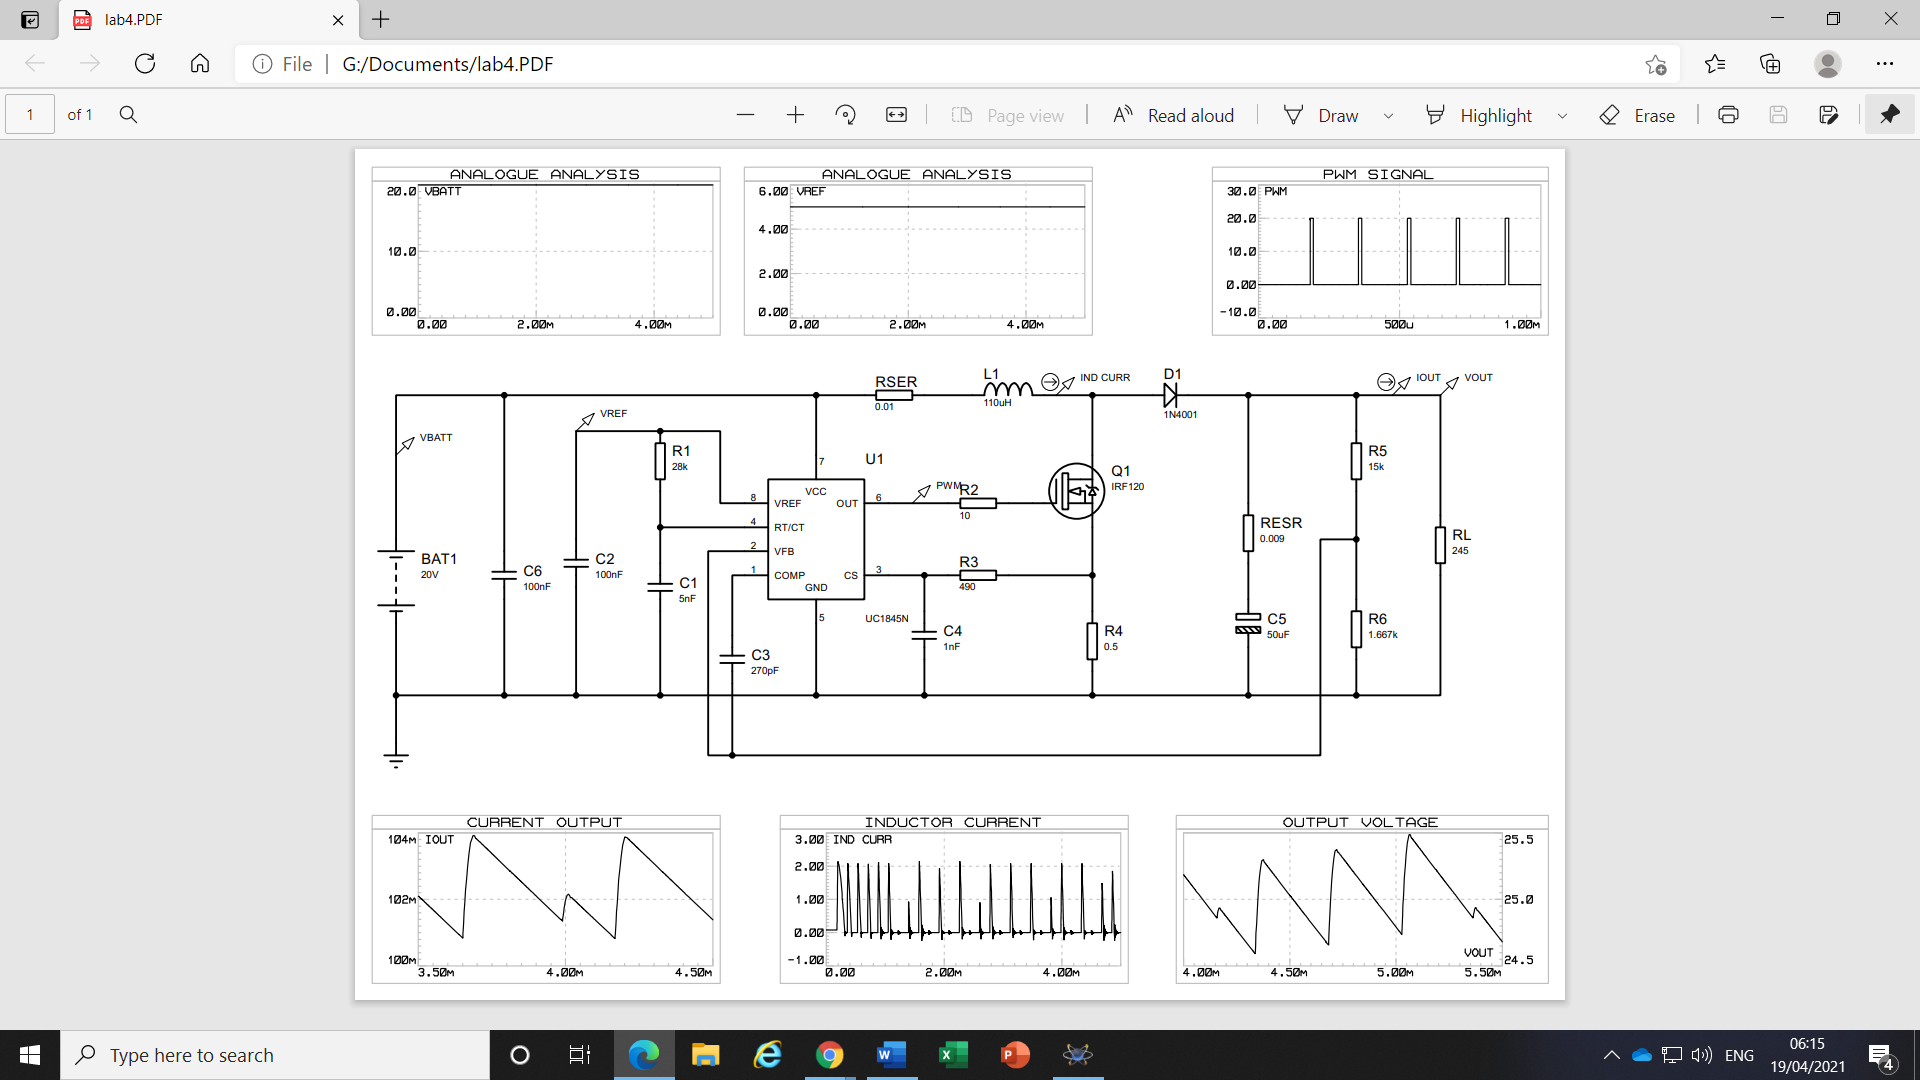 lab4.PDF
File G:/Documents/lab4.PDF
1 of 1 Page view Read aloud Draw Highlight Erase
ANALOGUE ANALYSIS
20.0 VBATT
10.0
0.00
0.00 2.00m 4.00m
ANALOGUE ANALYSIS
6.00 VREF
4.00
2.00
0.00
0.00 2.00m 4.00m
PWM SIGNAL
30.0 PWM
20.0
10.0
0.00
-10.0
0.00 500u 1.00m
VBATT
BAT1
20V
C6
100nF
VREF
C2
100nF
R1
28k
C1
5nF
RSER
0.01
L1
110uH
IND CURR
D1
1N4001
IOUT VOUT
U1
7
VCC
8 VREF OUT 6
4 RT/CT
2 VFB
1 COMP CS 3
GND
5
UC1845N
C3
270pF
PWM
R2
10
Q1
IRF120
R3
490
C4
1nF
R4
0.5
RESR
0.009
C5
50uF
R5
15k
R6
1.667k
RL
245
CURRENT OUTPUT
104m IOUT
102m
100m
3.50m 4.00m 4.50m
INDUCTOR CURRENT
3.00 IND CURR
2.00
1.00
0.00
-1.00
0.00 2.00m 4.00m
OUTPUT VOLTAGE
25.5
25.0
VOUT
24.5
4.00m 4.50m 5.00m 5.50m
Type here to search
ENG
06:15
19/04/2021
4